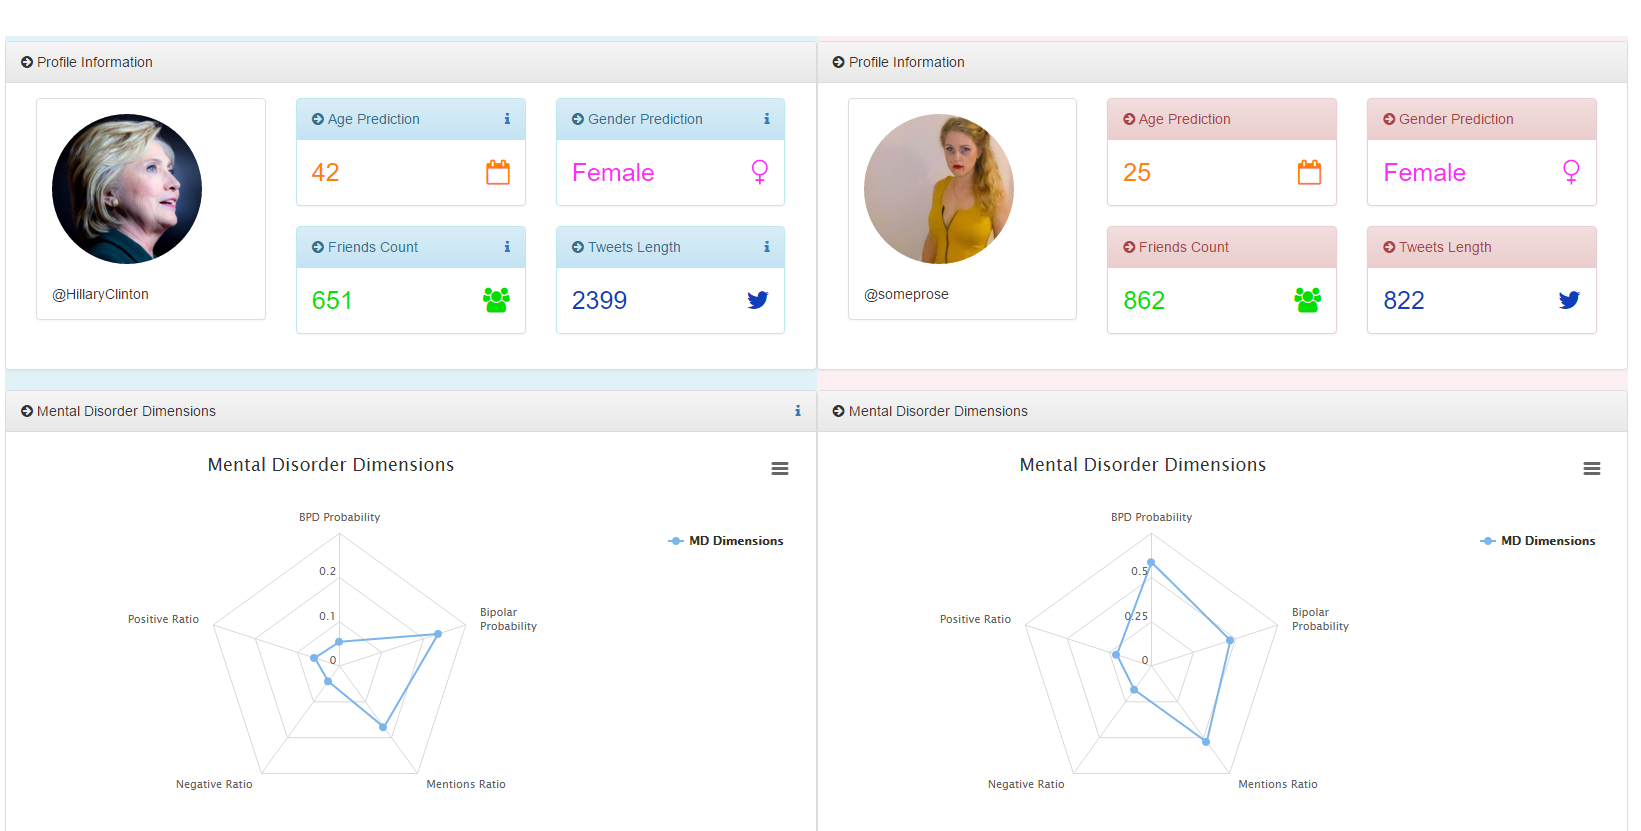 Profile Information
Age Prediction
Gender Prediction
42
Female
Friends Count
Tweets Length
651
2399
@HillaryClinton
Mental Disorder Dimensions
Mental Disorder Dimensions
BPD Probability
MD Dimensions
0.2
Bipolar
Probability
Positive Ratio
0.1
0
Negative Ratio
Mentions Ratio
Profile Information
Age Prediction
Gender Prediction
25
Female
Friends Count
Tweets Length
862
822
@someprose
Mental Disorder Dimensions
Mental Disorder Dimensions
BPD Probability
MD Dimensions
0.5
Bipolar
Probability
Positive Ratio
0.25
0
Negative Ratio
Mentions Ratio